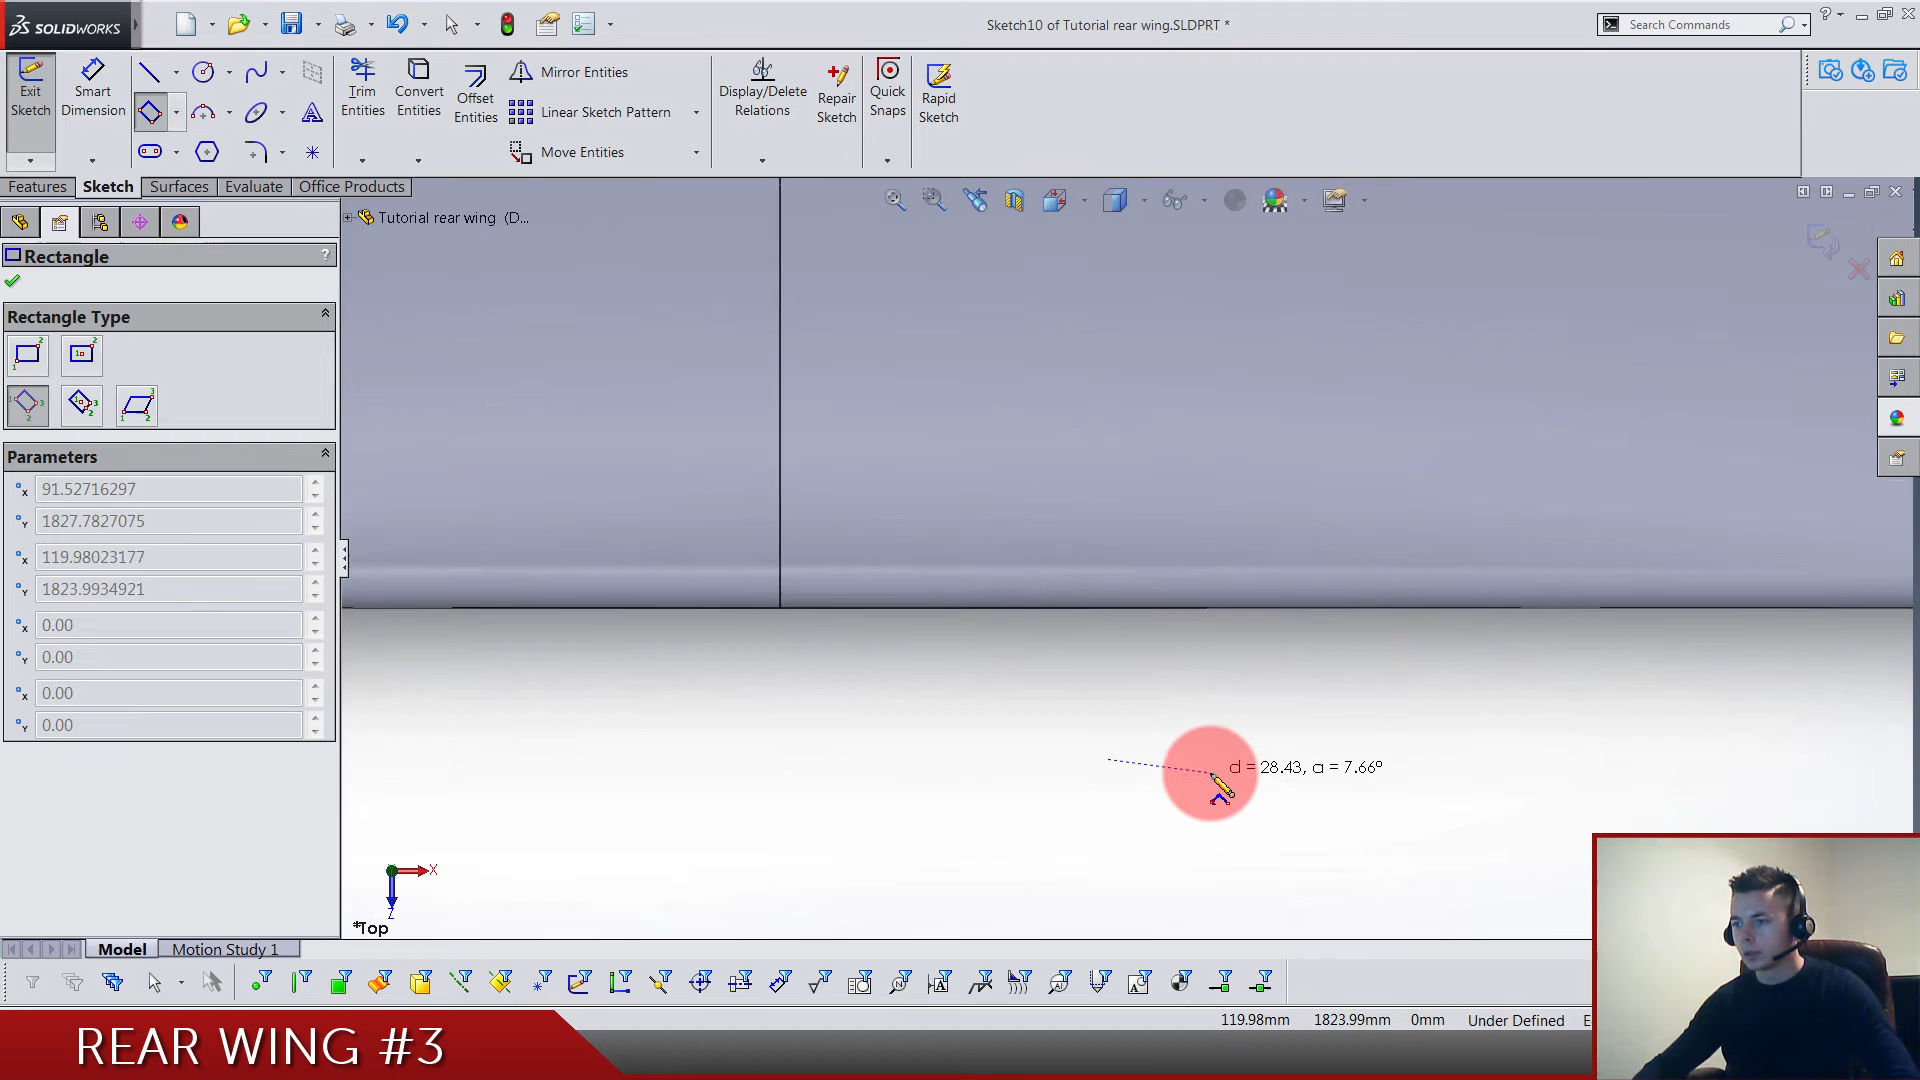 SOLIDWORKS
Sketch10 of Tutorial rear wing.SLDPRT *
Search Commands
Exit Sketch
Smart Dimension
Trim Entities
Convert Entities
Offset Entities
Mirror Entities
Linear Sketch Pattern
Move Entities
Display/Delete Relations
Repair Sketch
Quick Snaps
Rapid Sketch
Features Sketch Surfaces Evaluate Office Products
Tutorial rear wing (D...
Rectangle ?
Rectangle Type
Parameters
91.52716297
1827.7827075
119.98023177
1823.9934921
0.00
0.00
0.00
0.00
d = 28.43, a = 7.66°
X
Z
*Top
Model Motion Study 1
119.98mm 1823.99mm 0mm Under Defined E
REAR WING #3